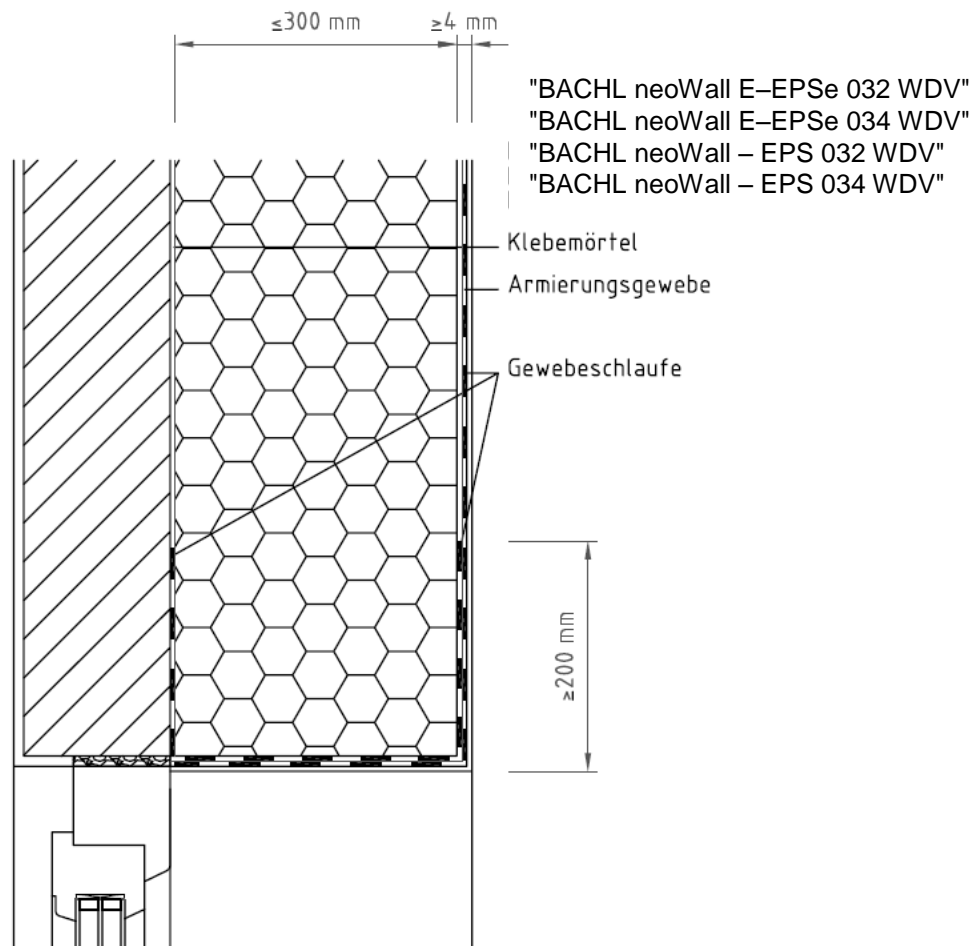 ≤300 mm
≥4 mm
"BACHL neoWall E–EPSe 032 WDV"
"BACHL neoWall E–EPSe 034 WDV"
"BACHL neoWall – EPS 032 WDV"
"BACHL neoWall – EPS 034 WDV"
Klebemörtel
Armierungsgewebe
Gewebeschlaufe
≥200 mm